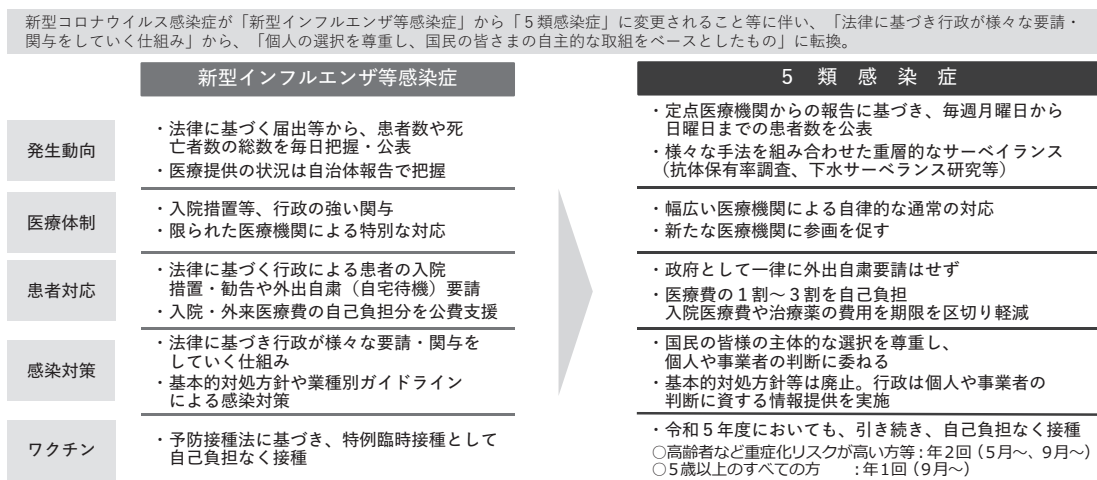 新型コロナウイルス感染症が「新型インフルエンザ等感染症」から「５類感染症」に変更されること等に伴い、「法律に基づき行政が様々な要請・
関与をしていく仕組み」から、「個人の選択を尊重し、国民の皆さまの自主的な取組をベースとしたもの」に転換。
新型インフルエンザ等感染症
５類感染症
発生動向
・法律に基づく届出等から、患者数や死
亡者数の総数を毎日把握・公表
・医療提供の状況は自治体報告で把握
・定点医療機関からの報告に基づき、毎週月曜日から
日曜日までの患者数を公表
・様々な手法を組み合わせた重層的なサーベイランス
（抗体保有率調査、下水サーベランス研究等）
医療体制
・入院措置等、行政の強い関与
・限られた医療機関による特別な対応
・幅広い医療機関による自律的な通常の対応
・新たな医療機関に参画を促す
患者対応
・法律に基づく行政による患者の入院
措置・勧告や外出自粛（自宅待機）要請
・入院・外来医療費の自己負担分を公費支援
・政府として一律に外出自粛要請はせず
・医療費の１割～３割を自己負担
入院医療費や治療薬の費用を期限を区切り軽減
感染対策
・法律に基づき行政が様々な要請・関与を
していく仕組み
・基本的対処方針や業種別ガイドライン
による感染対策
・国民の皆様の主体的な選択を尊重し、
個人や事業者の判断に委ねる
・基本的対処方針等は廃止。行政は個人や事業者の
判断に資する情報提供を実施
ワクチン
・予防接種法に基づき、特例臨時接種として
自己負担なく接種
・令和５年度においても、引き続き、自己負担なく接種
○高齢者など重症化リスクが高い方等：年２回（５月～、９月～）
○５歳以上のすべての方　　：年１回（９月～）